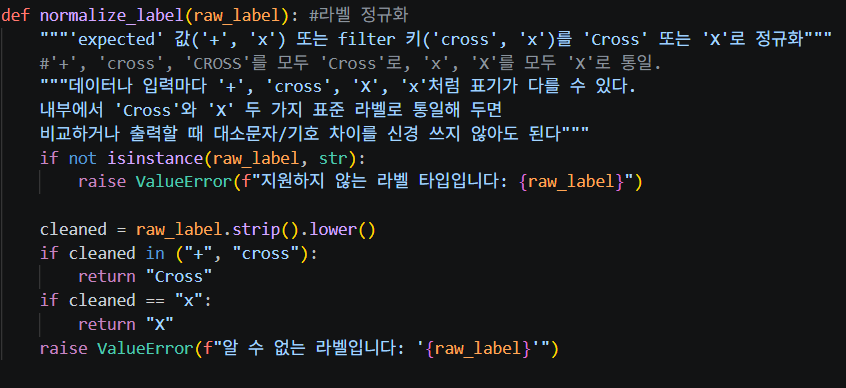 def normalize_label(raw_label): #라벨 정규화
    """'expected' 값('+', 'x') 또는 filter 키('cross', 'x')를 'Cross' 또는 'X'로 정규화"""
    #'+', 'cross', 'CROSS'를 모두 'Cross'로, 'x', 'X'를 모두 'X'로 통일.
    """데이터나 입력마다 '+', 'cross', 'X', 'x'처럼 표기가 다를 수 있다.
    내부에서 'Cross'와 'X' 두 가지 표준 라벨로 통일해 두면
    비교하거나 출력할 때 대소문자/기호 차이를 신경 쓰지 않아도 된다"""
    if not isinstance(raw_label, str):
        raise ValueError(f"지원하지 않는 라벨 타입입니다: {raw_label}")

    cleaned = raw_label.strip().lower()
    if cleaned in ("+", "cross"):
        return "Cross"
    if cleaned == "x":
        return "X"
    raise ValueError(f"알 수 없는 라벨입니다: '{raw_label}'")